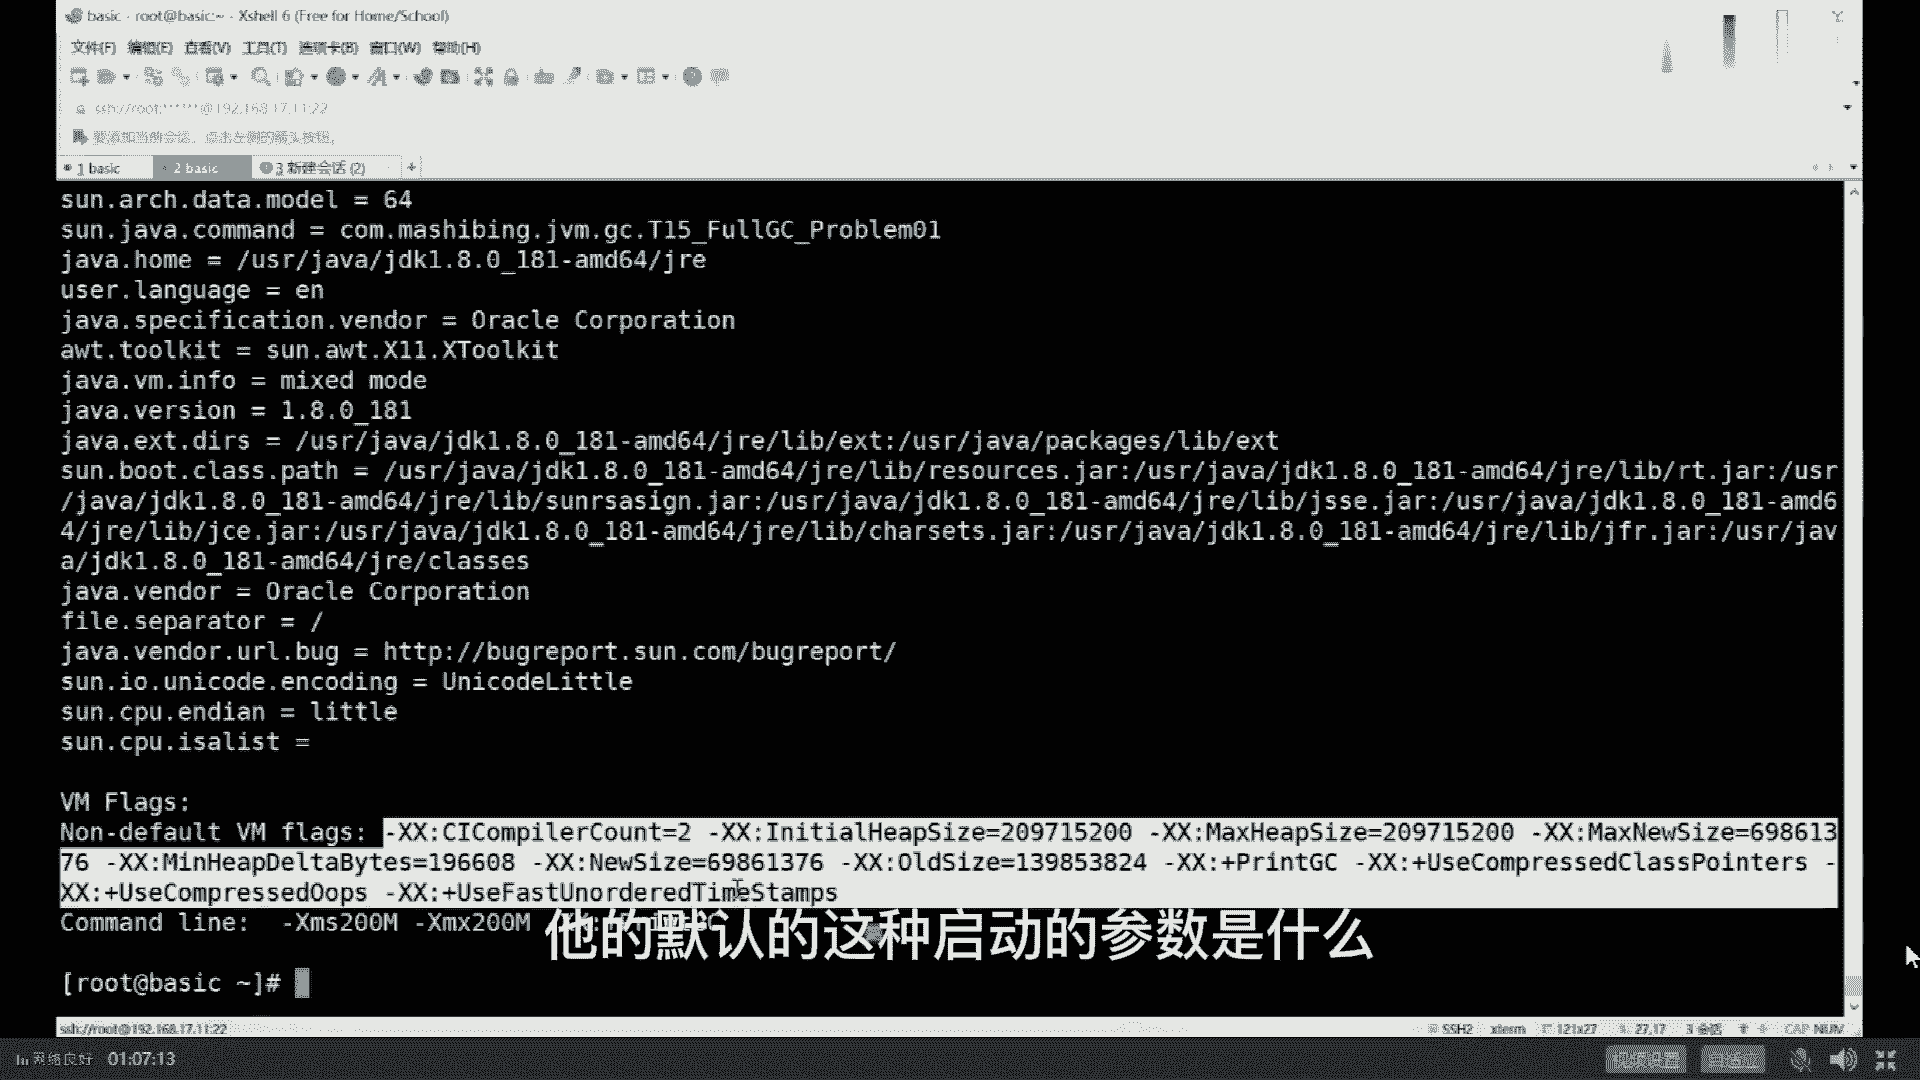 basic - root@basic:~ - Xshell 6 (Free for Home/School)
文件(F) 编辑(E) 查看(V) 工具(T) 选项卡(B) 窗口(W) 帮助(H)
ssh://root:******@192.168.17.11:22
要添加当前会话，点击左侧的箭头按钮。
1 basic 2 basic 3 新建会话 (2) +
sun.arch.data.model = 64
sun.java.command = com.mashibing.jvm.gc.T15_FullGC_Problem01
java.home = /usr/java/jdk1.8.0_181-amd64/jre
user.language = en
java.specification.vendor = Oracle Corporation
awt.toolkit = sun.awt.X11.XToolkit
java.vm.info = mixed mode
java.version = 1.8.0_181
java.ext.dirs = /usr/java/jdk1.8.0_181-amd64/jre/lib/ext:/usr/java/packages/lib/ext
sun.boot.class.path = /usr/java/jdk1.8.0_181-amd64/jre/lib/resources.jar:/usr/java/jdk1.8.0_181-amd64/jre/lib/rt.jar:/usr
/java/jdk1.8.0_181-amd64/jre/lib/sunrsasign.jar:/usr/java/jdk1.8.0_181-amd64/jre/lib/jsse.jar:/usr/java/jdk1.8.0_181-amd6
4/jre/lib/jce.jar:/usr/java/jdk1.8.0_181-amd64/jre/lib/charsets.jar:/usr/java/jdk1.8.0_181-amd64/jre/lib/jfr.jar:/usr/jav
a/jdk1.8.0_181-amd64/jre/classes
java.vendor = Oracle Corporation
file.separator = /
java.vendor.url.bug = http://bugreport.sun.com/bugreport/
sun.io.unicode.encoding = UnicodeLittle
sun.cpu.endian = little
sun.cpu.isalist =
VM Flags:
Non-default VM flags: -XX:CICompilerCount=2 -XX:InitialHeapSize=209715200 -XX:MaxHeapSize=209715200 -XX:MaxNewSize=698613
76 -XX:MinHeapDeltaBytes=196608 -XX:NewSize=69861376 -XX:OldSize=139853824 -XX:+PrintGC -XX:+UseCompressedClassPointers -
XX:+UseCompressedOops -XX:+UseFastUnorderedTimeStamps
Command line:  -Xms200M -Xmx200M
他的默认的这种启动的参数是什么
[root@basic ~]#
ssh://root@192.168.17.11:22 SSH2 xterm 121x27 27,17 3 会话 CAP NUM
网络良好 01:07:13 视频设置 自适应